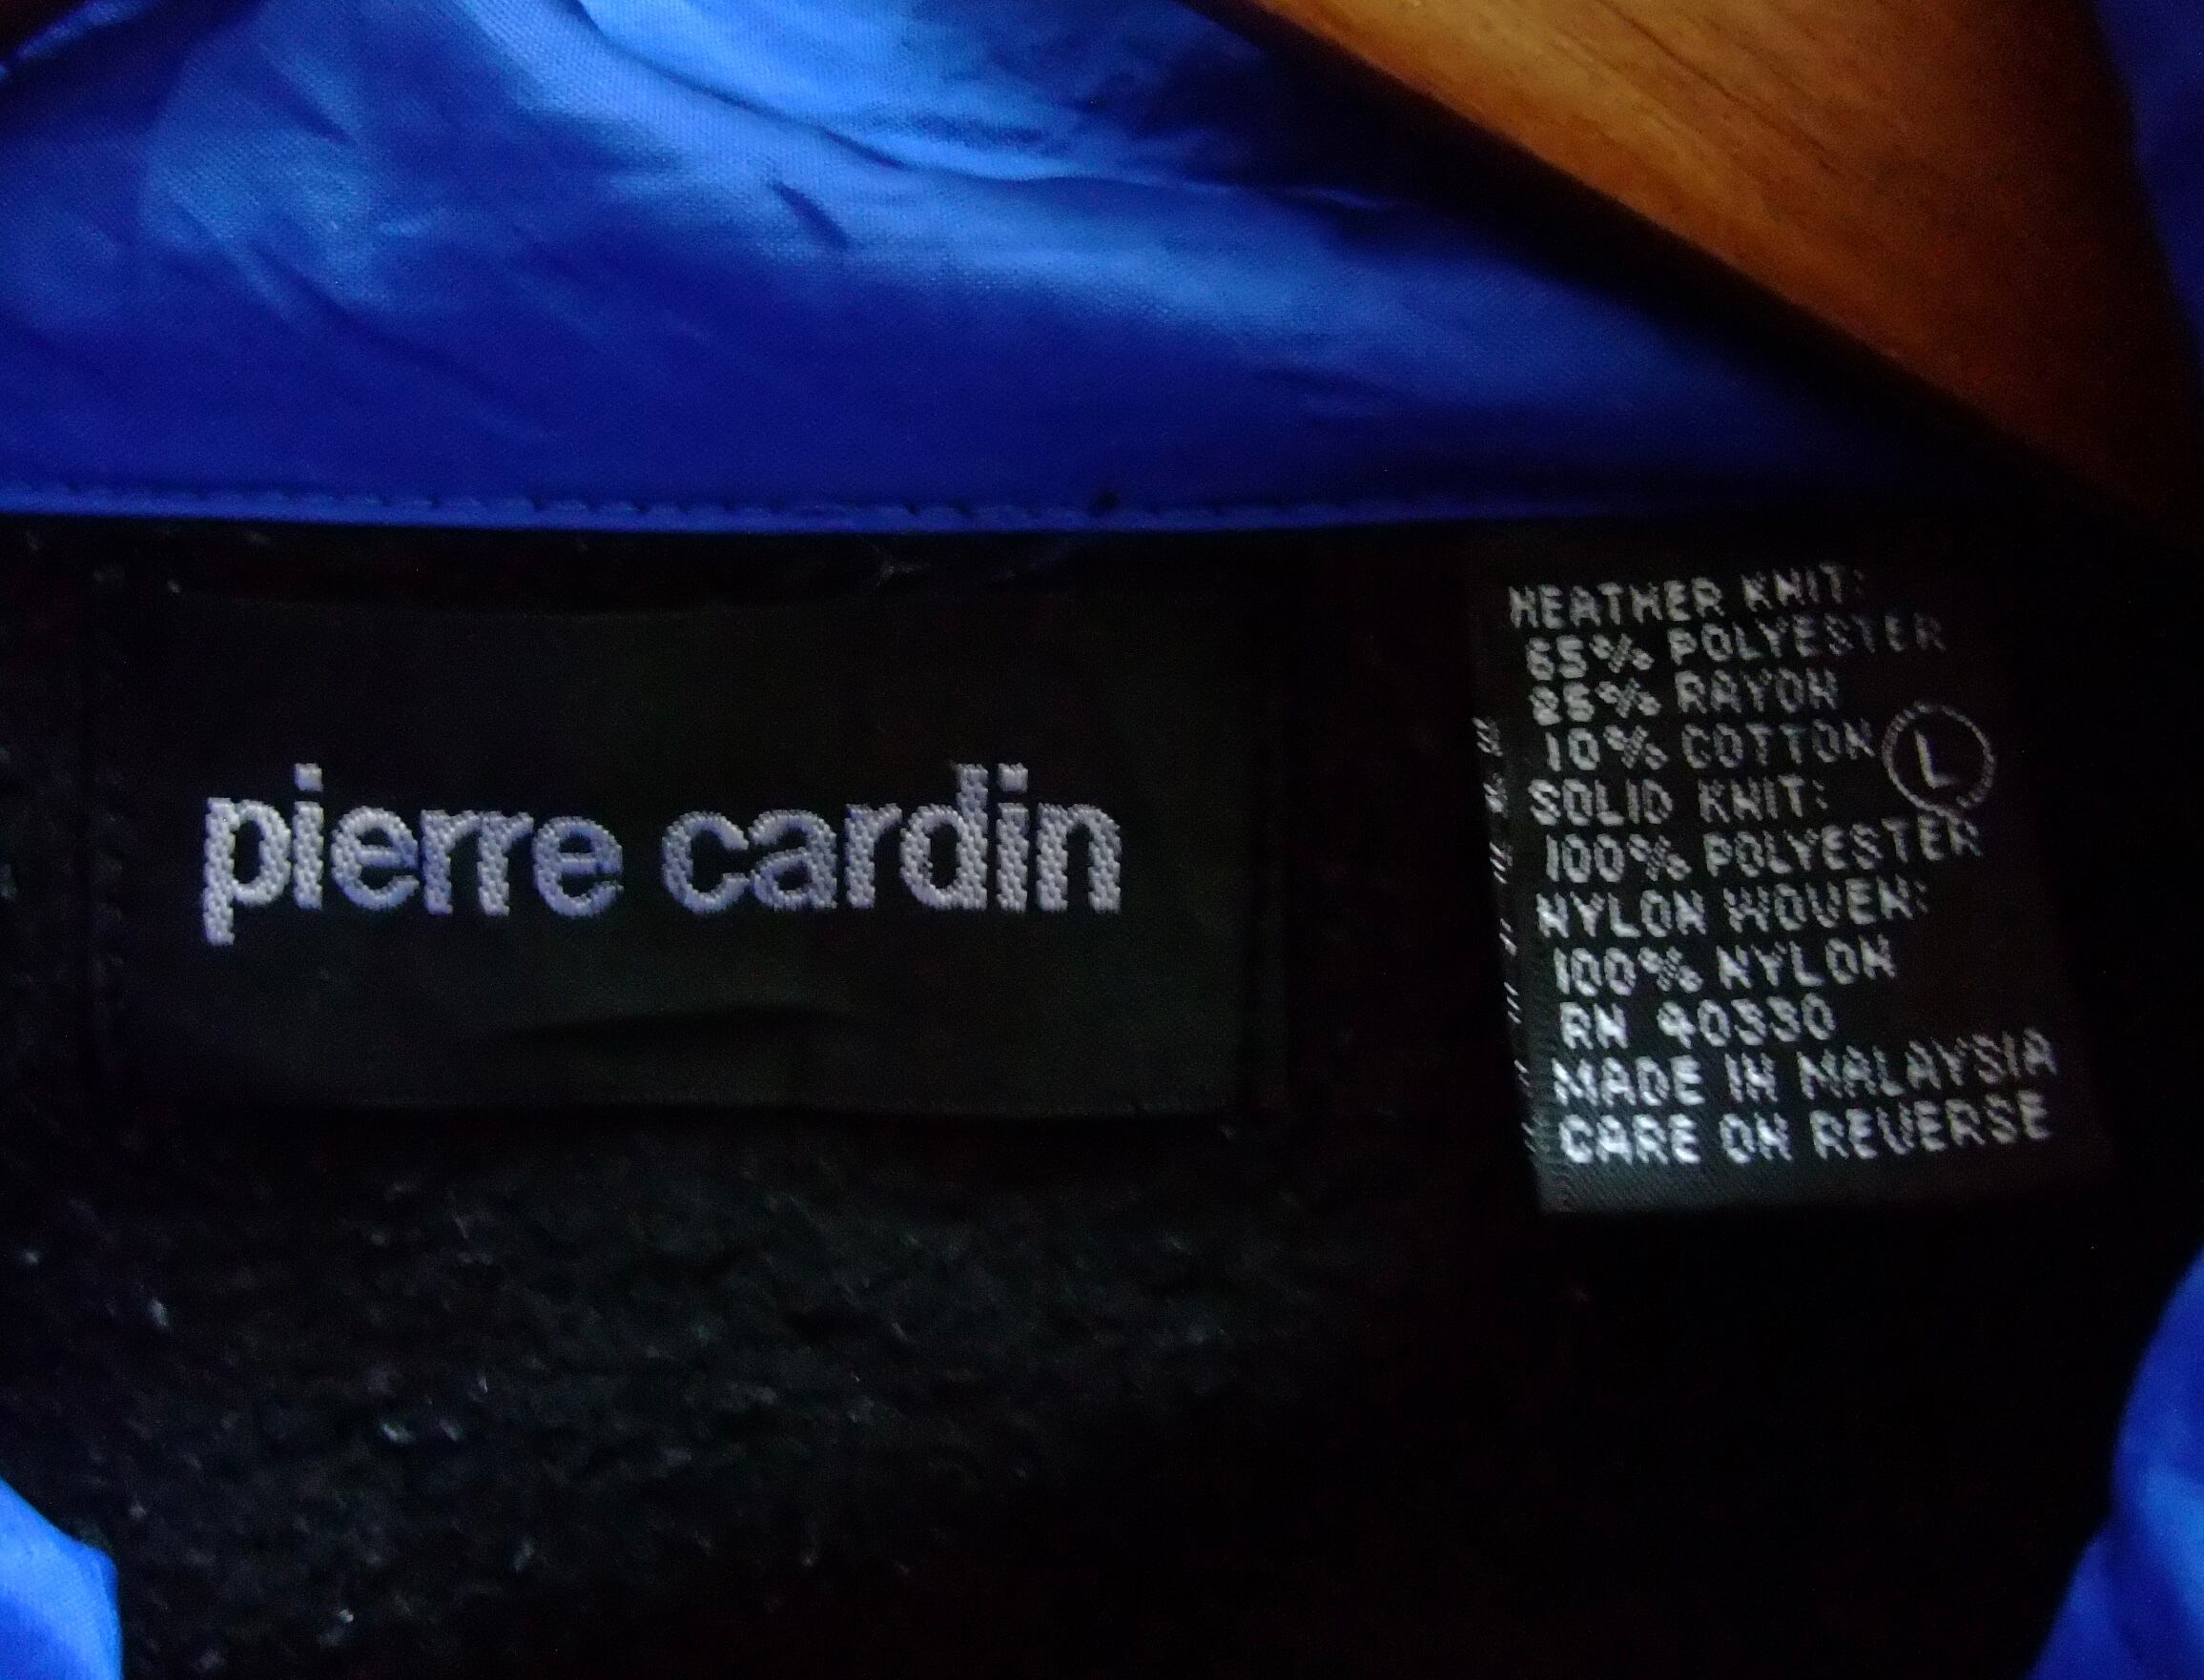 pierre cardin
HEATHER KNIT:
65% POLYESTER
25% RAYON
10% COTTON
L
SOLID KNIT:
100% POLYESTER
NYLON WOVEN:
100% NYLON
RN 40330
MADE IN MALAYSIA
CARE ON REVERSE